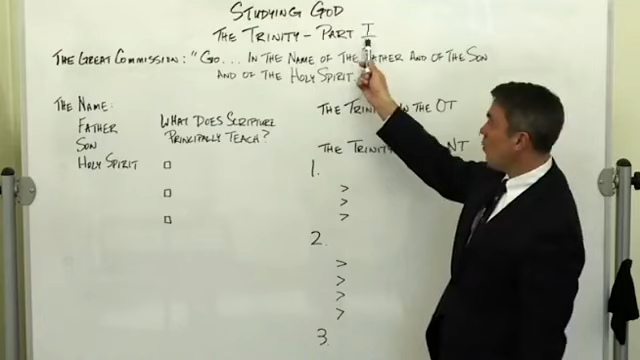 STUDYING GOD
THE TRINITY – PART I
THE GREAT COMMISSION: "GO... IN THE NAME OF THE FATHER AND OF THE SON
AND OF THE HOLY SPIRIT
THE NAME:
FATHER
SON
HOLY SPIRIT
WHAT DOES SCRIPTURE
PRINCIPALLY TEACH?
THE TRINITY IN THE OT
THE TRINITY NT
1.
>
>
>
2.
>
>
>
>
3.